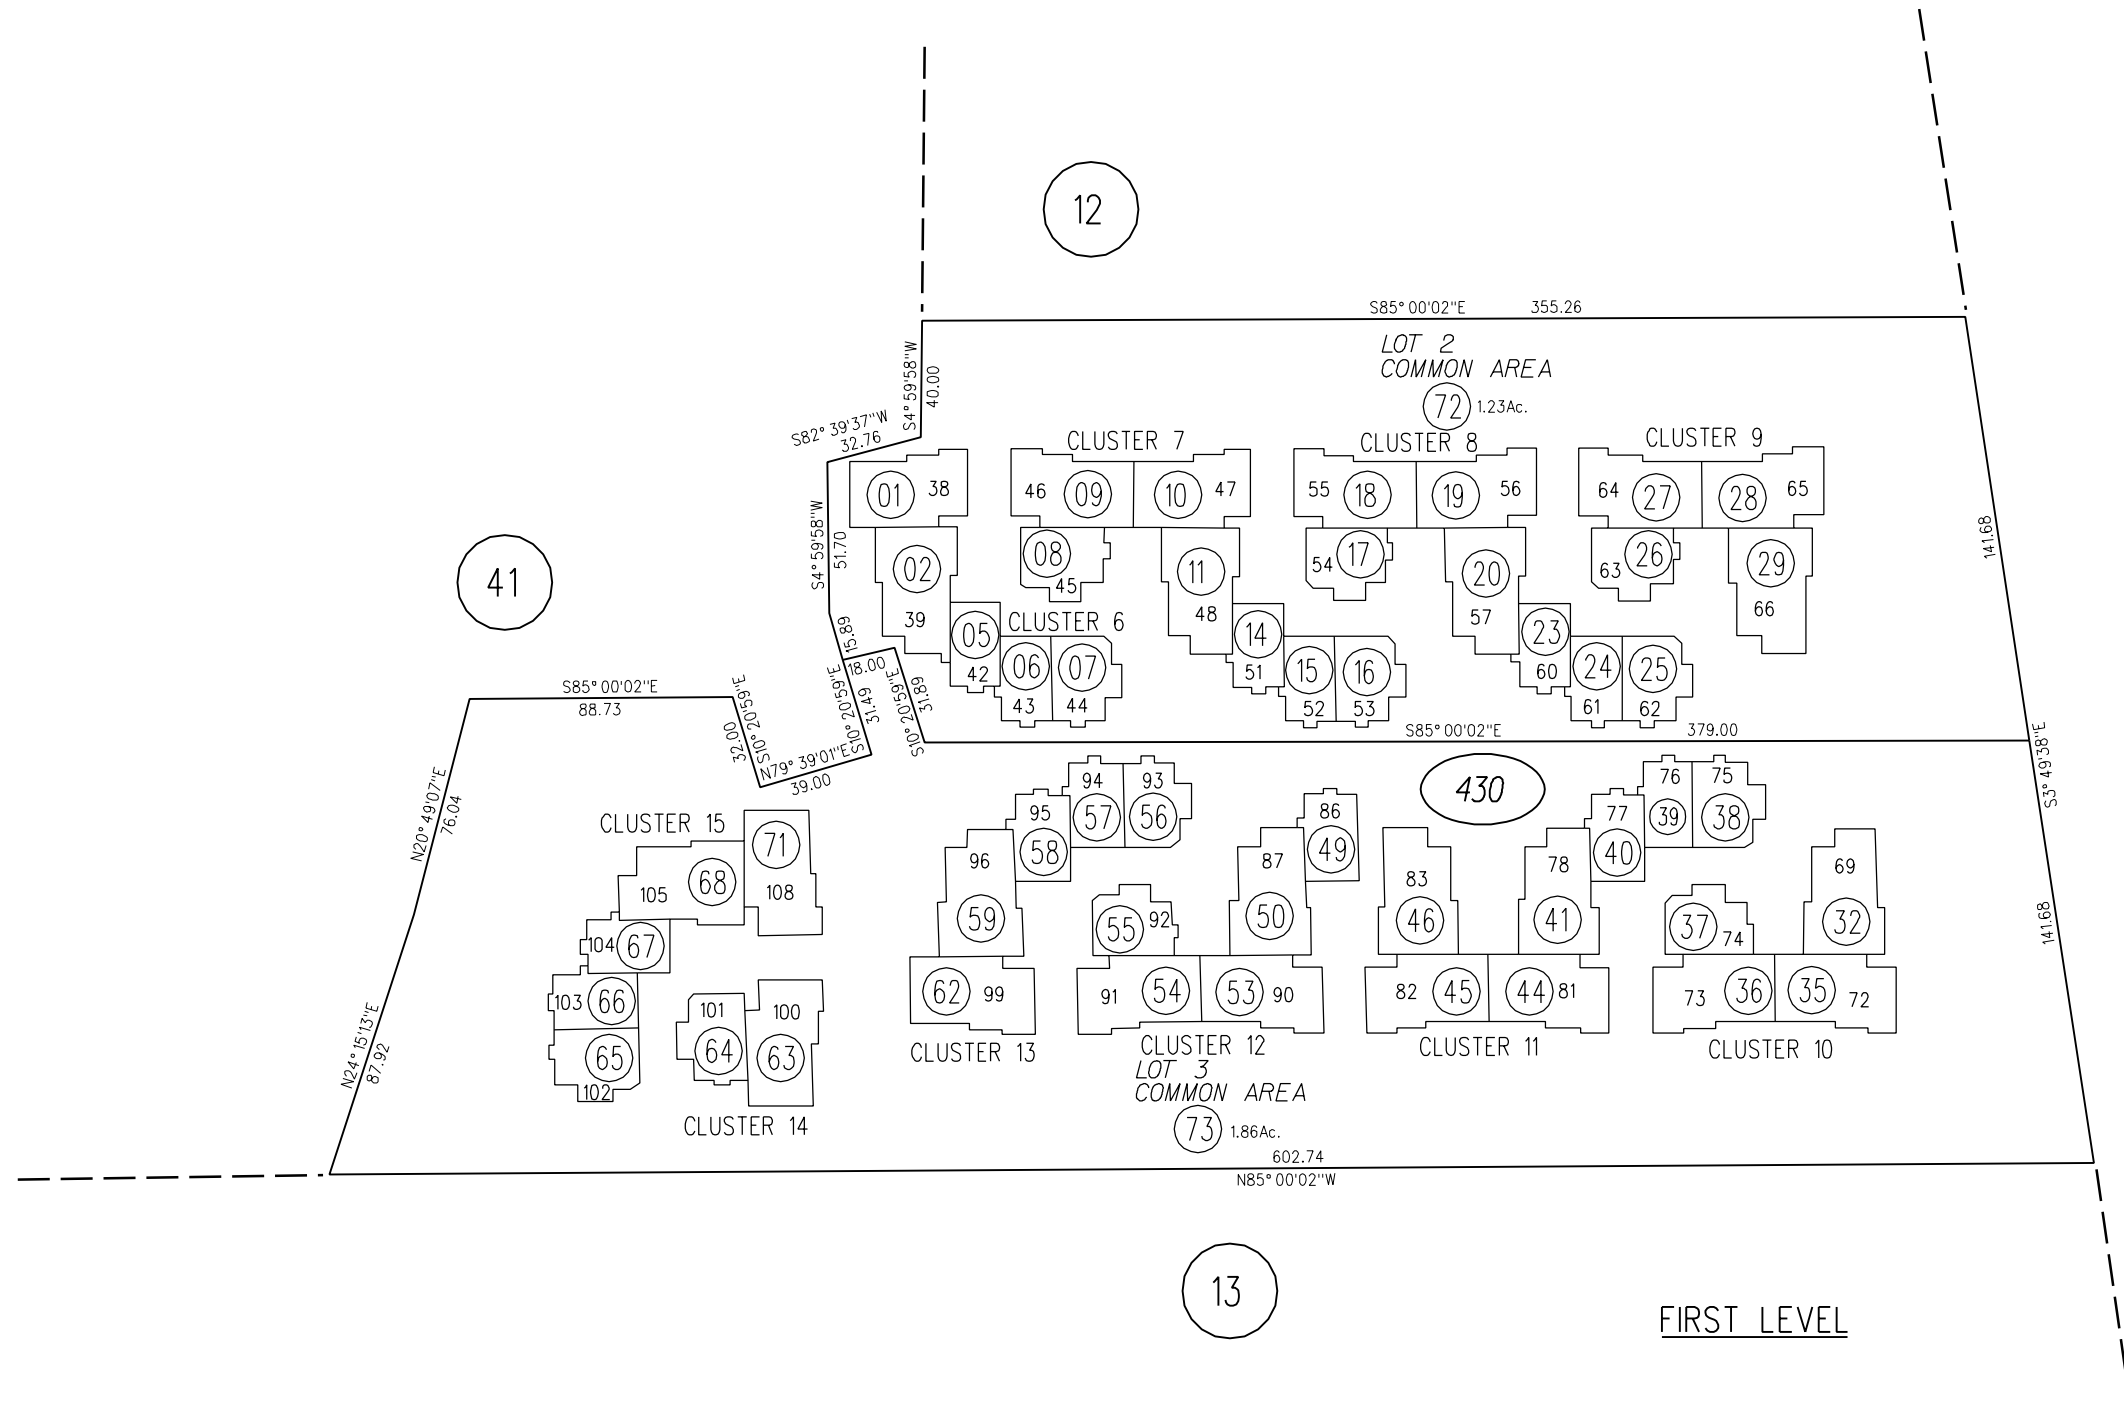 12
S85° 00'02"E 355.26
LOT 2
COMMON AREA
72 1.23Ac.
S4° 59'58"W
40.00
S82° 39'37"W
32.76
CLUSTER 7
CLUSTER 8
CLUSTER 9
01 38
46 09 10 47
55 18 19 56
64 27 28 65
S4° 59'58"W
51.70
141.68
41
02
39
08
45
11
48
54 17
20
57
63 26
29
66
15.89
18.00
CLUSTER 6
05
42
06
43
07
44
14
51
15
52
16
53
23
60
24
61
25
62
S10° 20'59"E
31.49
S10° 20'59"E
31.89
S85° 00'02"E
88.73
S10° 20'59"E
32.00
N79° 39'01"E
39.00
S85° 00'02"E 379.00
S3° 49'38"E
430
N20° 49'07"E
76.04
CLUSTER 15
71
108
68
105
104 67
103 66
65
102
101
64
100
63
CLUSTER 14
94
57
93
56
95
58
96
59
62 99
CLUSTER 13
86
49
87
50
55 92
91 54 53 90
CLUSTER 12
83
46
78
41
77
40
76
39
75
38
82 45 44 81
CLUSTER 11
69
32
37
74
73 36 35 72
CLUSTER 10
141.68
N24° 15'13"E
87.92
LOT 3
COMMON AREA
73 1.86Ac.
602.74
N85° 00'02"W
13
FIRST LEVEL